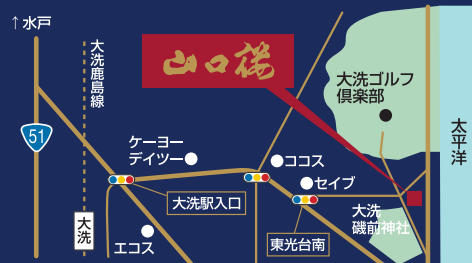 ↑水戸
大洗鹿島線
山口楼
大洗ゴルフ
倶楽部
太平洋
51
ケーヨー
デイツー
ココス
セイブ
大洗駅入口
大洗
磯前神社
大洗
エコス
東光台南